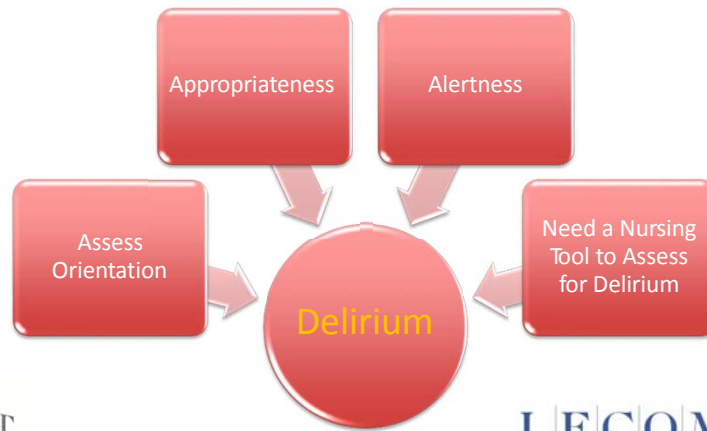 Appropriateness
Alertness
Assess
Orientation
Need a Nursing
Tool to Assess
for Delirium
Delirium